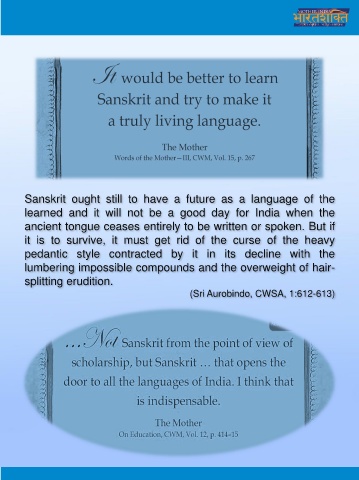 भारतशक्ति
It would be better to learn
Sanskrit and try to make it
a truly living language.
The Mother
Words of the Mother—III, CWM, Vol. 15, p. 267
Sanskrit ought still to have a future as a language of the
learned and it will not be a good day for India when the
ancient tongue ceases entirely to be written or spoken. But if
it is to survive, it must get rid of the curse of the heavy
pedantic style contracted by it in its decline with the
lumbering impossible compounds and the overweight of hair-
splitting erudition.
(Sri Aurobindo, CWSA, 1:612-613)
...Not Sanskrit from the point of view of
scholarship, but Sanskrit ... that opens the
door to all the languages of India. I think that
is indispensable.
The Mother
On Education, CWM, Vol. 12, p. 414–15